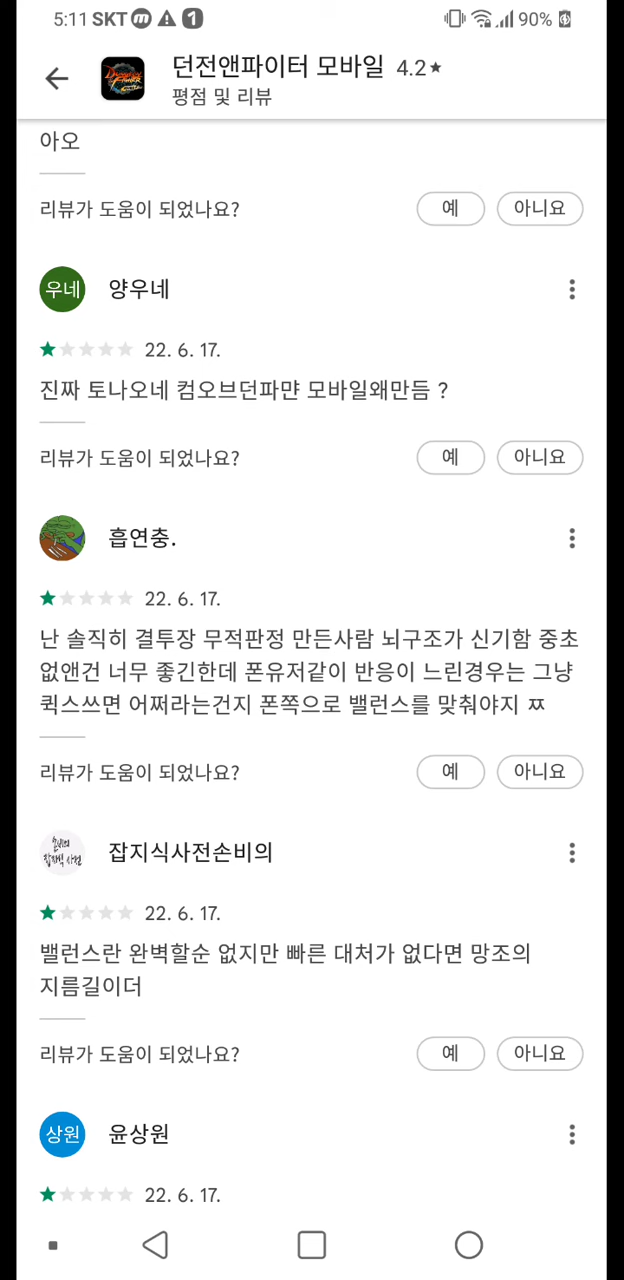 5:11 SKT 1 90%
던전앤파이터 모바일 4.2★
평점 및 리뷰
아오
리뷰가 도움이 되었나요? 예 아니요
우네 양우네
22. 6. 17.
진짜 토나오네 컴오브던파먄 모바일왜만듬 ?
리뷰가 도움이 되었나요? 예 아니요
흡연충.
22. 6. 17.
난 솔직히 결투장 무적판정 만든사람 뇌구조가 신기함 중초
없앤건 너무 좋긴한데 폰유저같이 반응이 느린경우는 그냥
퀵스쓰면 어쩌라는건지 폰쪽으로 밸런스를 맞춰야지 ㅉ
리뷰가 도움이 되었나요? 예 아니요
잡지식사전손비의
22. 6. 17.
밸런스란 완벽할순 없지만 빠른 대처가 없다면 망조의
지름길이더
리뷰가 도움이 되었나요? 예 아니요
상원 윤상원
22. 6. 17.